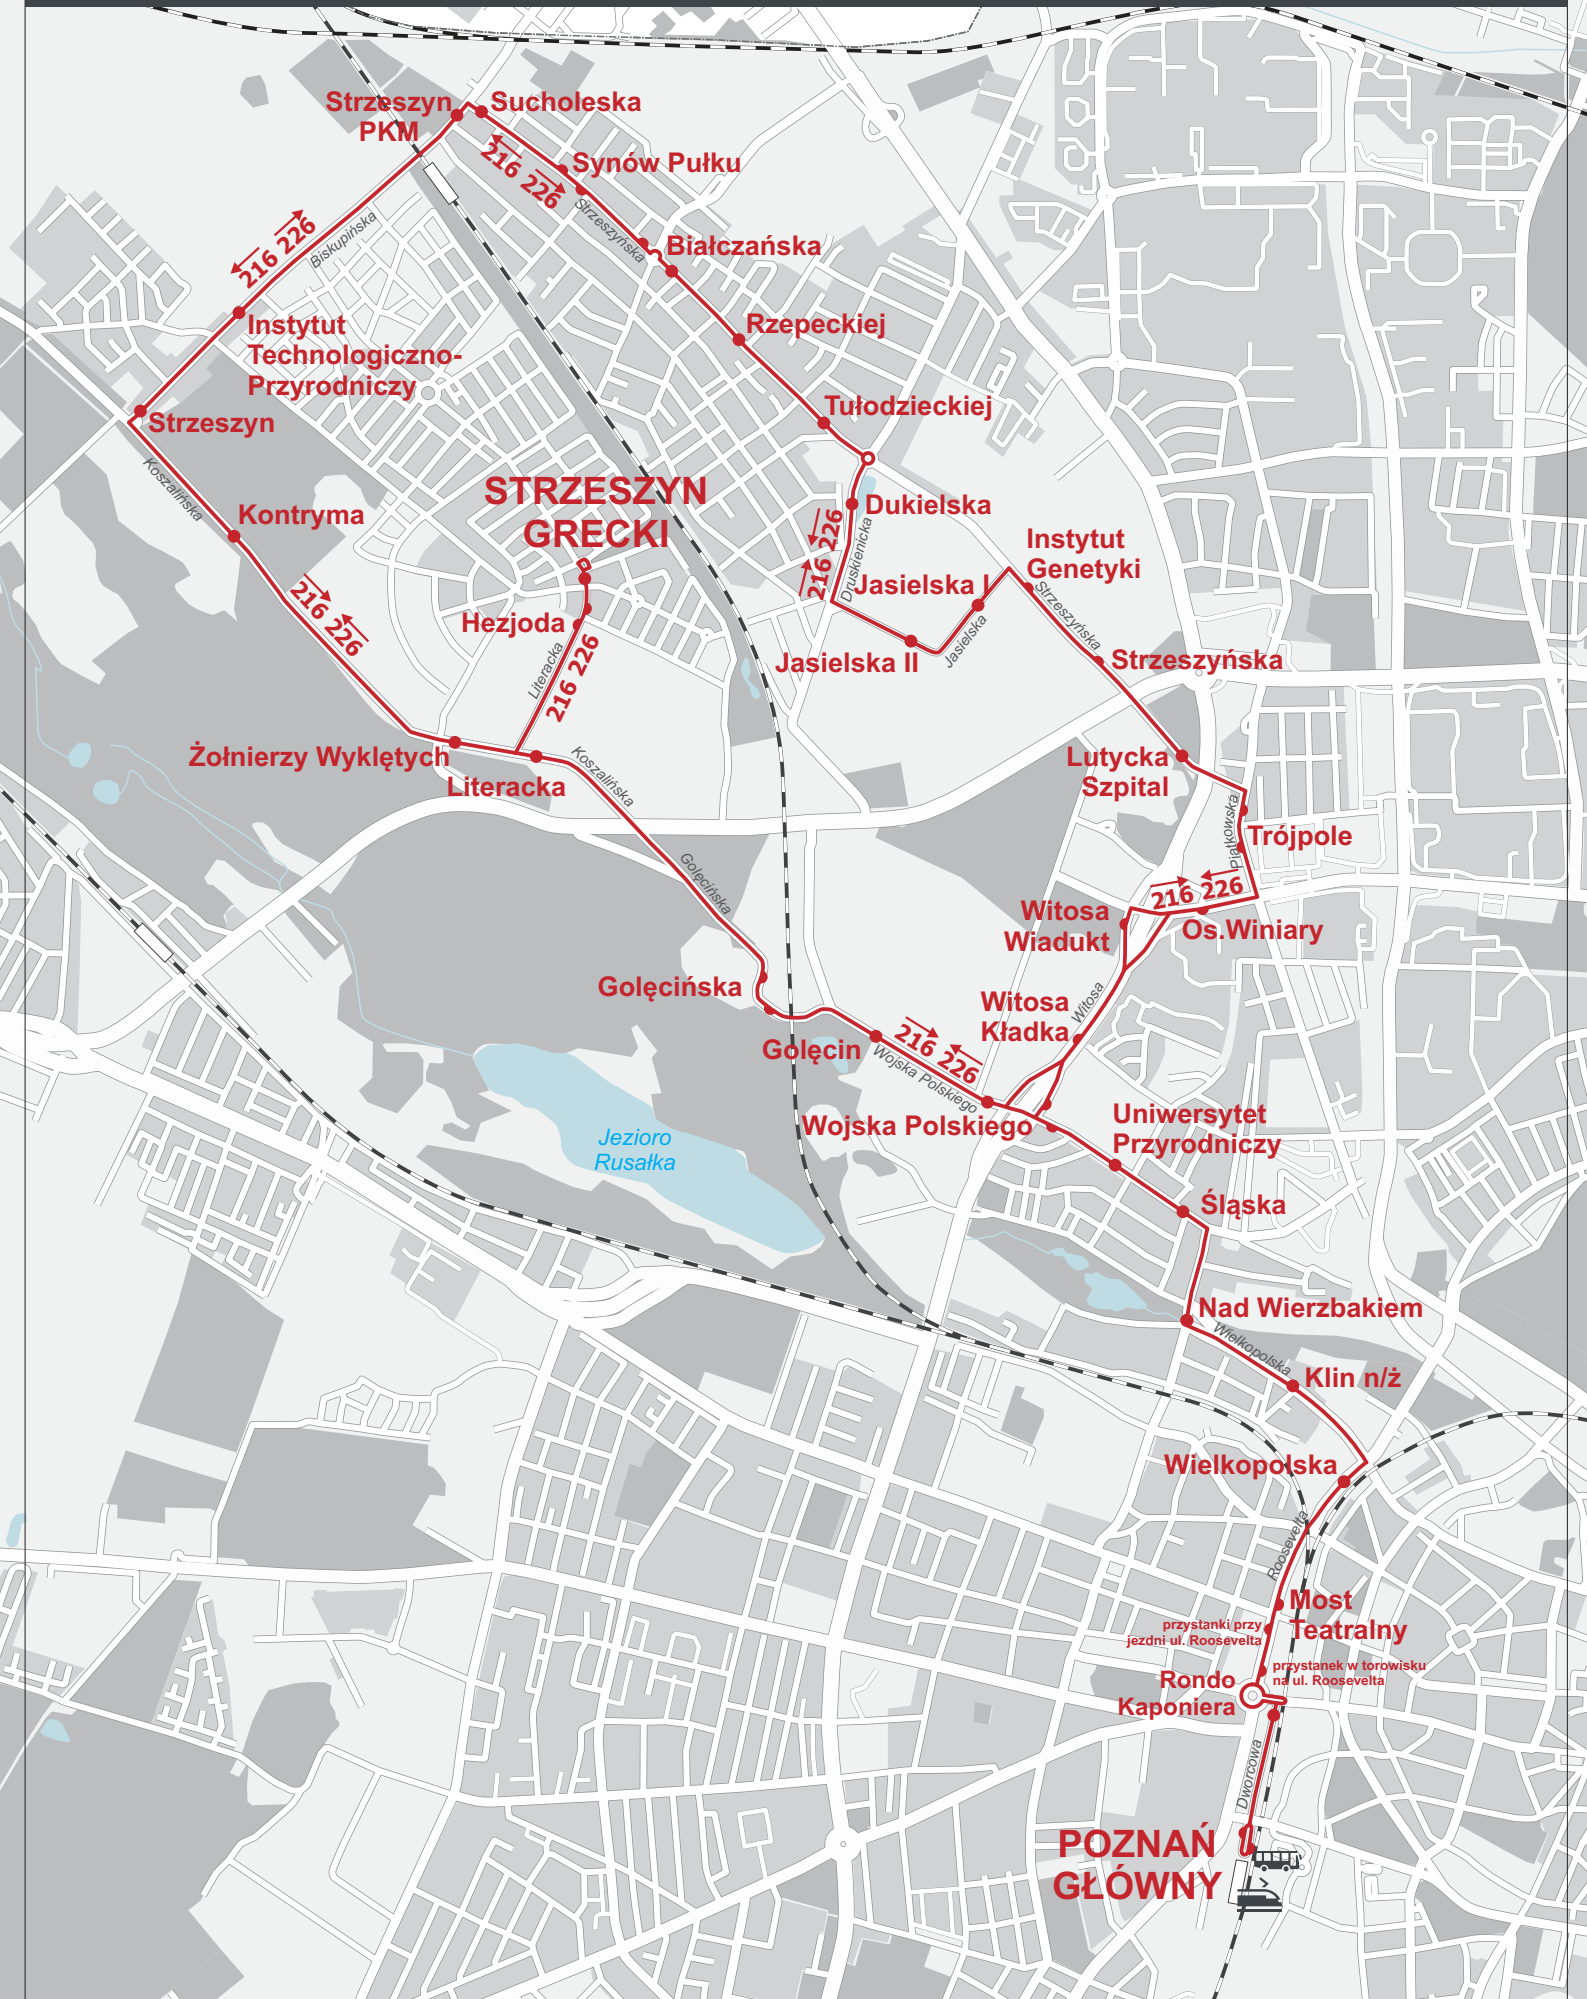 Strzeszyn
PKM
Sucholeska
216 226
Synów Pułku
Strzeszyńska
216 226
Biskupińska
Białczańska
Instytut
Technologiczno-
Przyrodniczy
Rzepeckiej
Strzeszyn
Tułodzieckiej
Koszalińska
Kontryma
STRZESZYN
GRECKI
Dukielska
216 226
Druskienicka
Instytut
Genetyki
Jasielska I
Strzeszyńska
216 226
Hezjoda
Literacka
216 226
Jasielska II
Jasielska
Strzeszyńska
Żołnierzy Wyklętych
Literacka
Koszalińska
Lutycka
Szpital
Piątkowska
Trójpole
Golęcińska
216 226
Witosa
Wiadukt
Os.Winiary
Golęcińska
Witosa
Kładka
Witosa
Golęcin
216 226
Wojska Polskiego
Wojska Polskiego
Uniwersytet
Przyrodniczy
Jezioro
Rusałka
Śląska
Nad Wierzbakiem
Wielkopolska
Klin n/ż
Wielkopolska
Roosevelta
Most
Teatralny
przystanki przy
jezdni ul. Roosevelta
przystanek w torowisku
na ul. Roosevelta
Rondo
Kaponiera
Dworcowa
POZNAŃ
GŁÓWNY